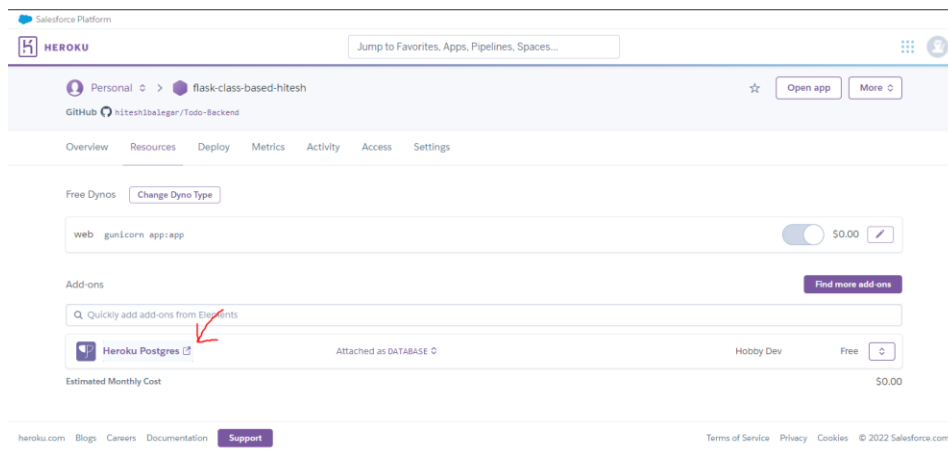 Salesforce Platform
HEROKU
Jump to Favorites, Apps, Pipelines, Spaces...
Personal > flask-class-based-hitesh
Open app
More
GitHub hitesh1balegar/Todo-Backend
Overview Resources Deploy Metrics Activity Access Settings
Free Dynos Change Dyno Type
web gunicorn app:app $0.00
Add-ons Find more add-ons
Quickly add add-ons from Elements
Heroku Postgres Attached as DATABASE Hobby Dev Free
Estimated Monthly Cost $0.00
heroku.com Blogs Careers Documentation Support Terms of Service Privacy Cookies © 2022 Salesforce.com